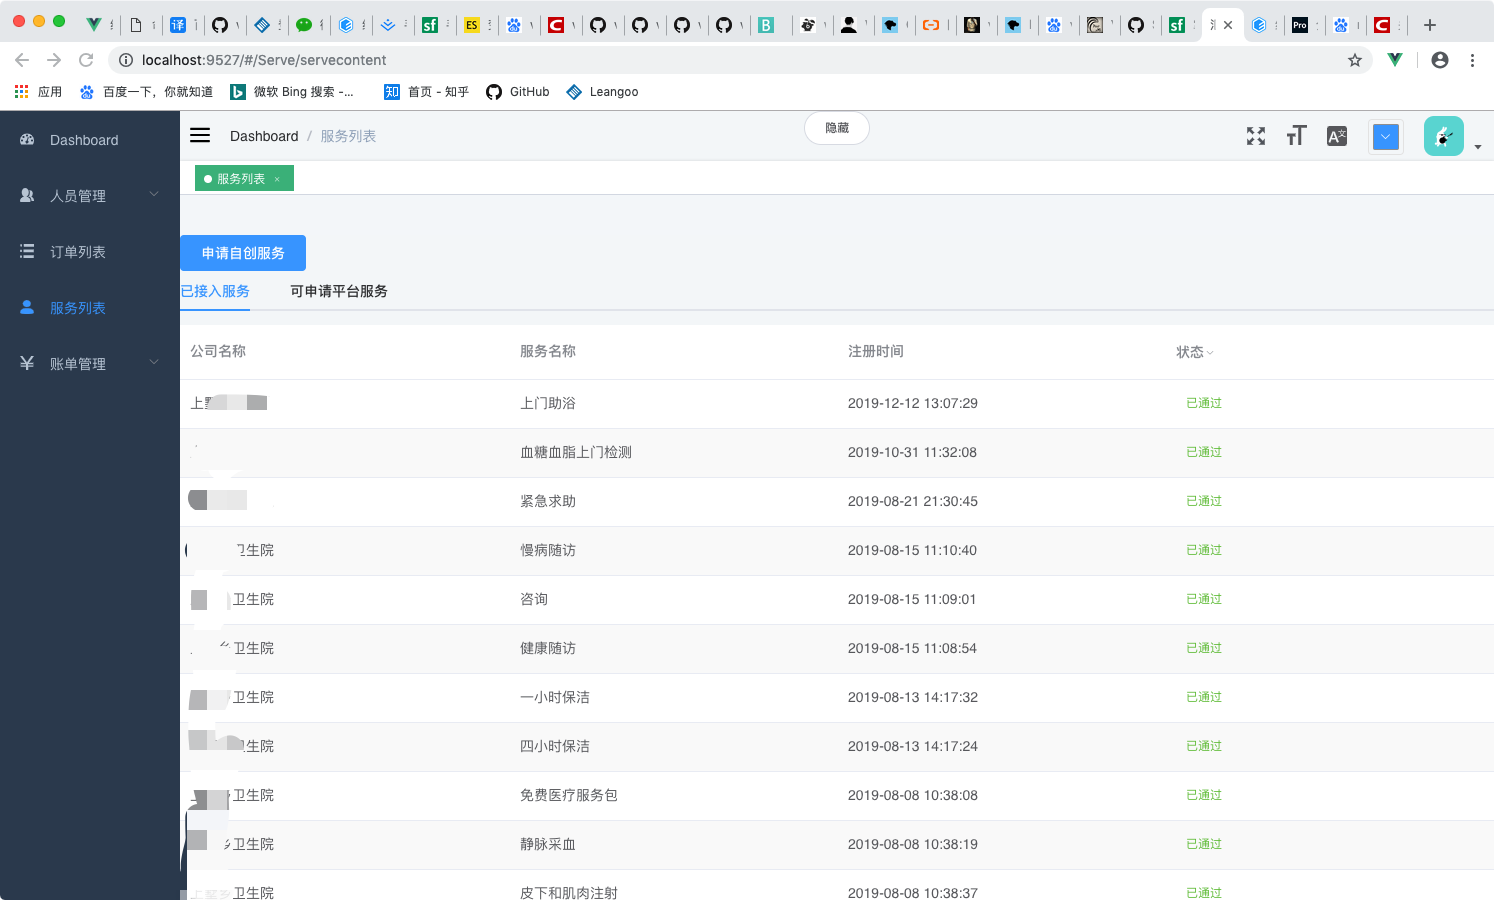 localhost:9527/#/Serve/servecontent
应用
百度一下，你就知道
微软 Bing 搜索 -...
首页 - 知乎
GitHub
Leangoo
Dashboard
人员管理
订单列表
服务列表
账单管理
Dashboard / 服务列表
隐藏
服务列表 ×
申请自创服务
已接入服务 可申请平台服务
公司名称 服务名称 注册时间 状态
上 上门助浴 2019-12-12 13:07:29 已通过
血糖血脂上门检测 2019-10-31 11:32:08 已通过
紧急求助 2019-08-21 21:30:45 已通过
卫生院 慢病随访 2019-08-15 11:10:40 已通过
卫生院 咨询 2019-08-15 11:09:01 已通过
卫生院 健康随访 2019-08-15 11:08:54 已通过
卫生院 一小时保洁 2019-08-13 14:17:32 已通过
卫生院 四小时保洁 2019-08-13 14:17:24 已通过
卫生院 免费医疗服务包 2019-08-08 10:38:08 已通过
卫生院 静脉采血 2019-08-08 10:38:19 已通过
卫生院 皮下和肌肉注射 2019-08-08 10:38:37 已通过